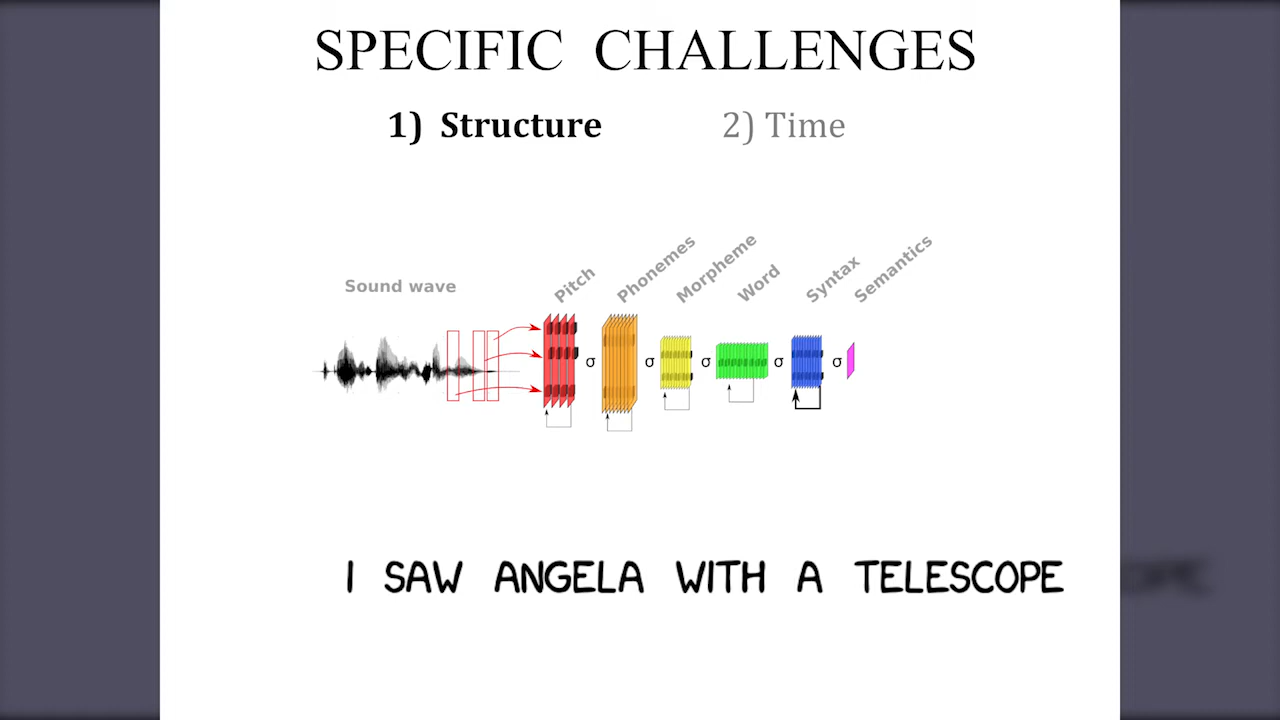 SPECIFIC CHALLENGES
1) Structure 2) Time
Sound wave
Pitch
Phonemes
Morpheme
Word
Syntax
Semantics
σ σ σ σ σ
I SAW ANGELA WITH A TELESCOPE